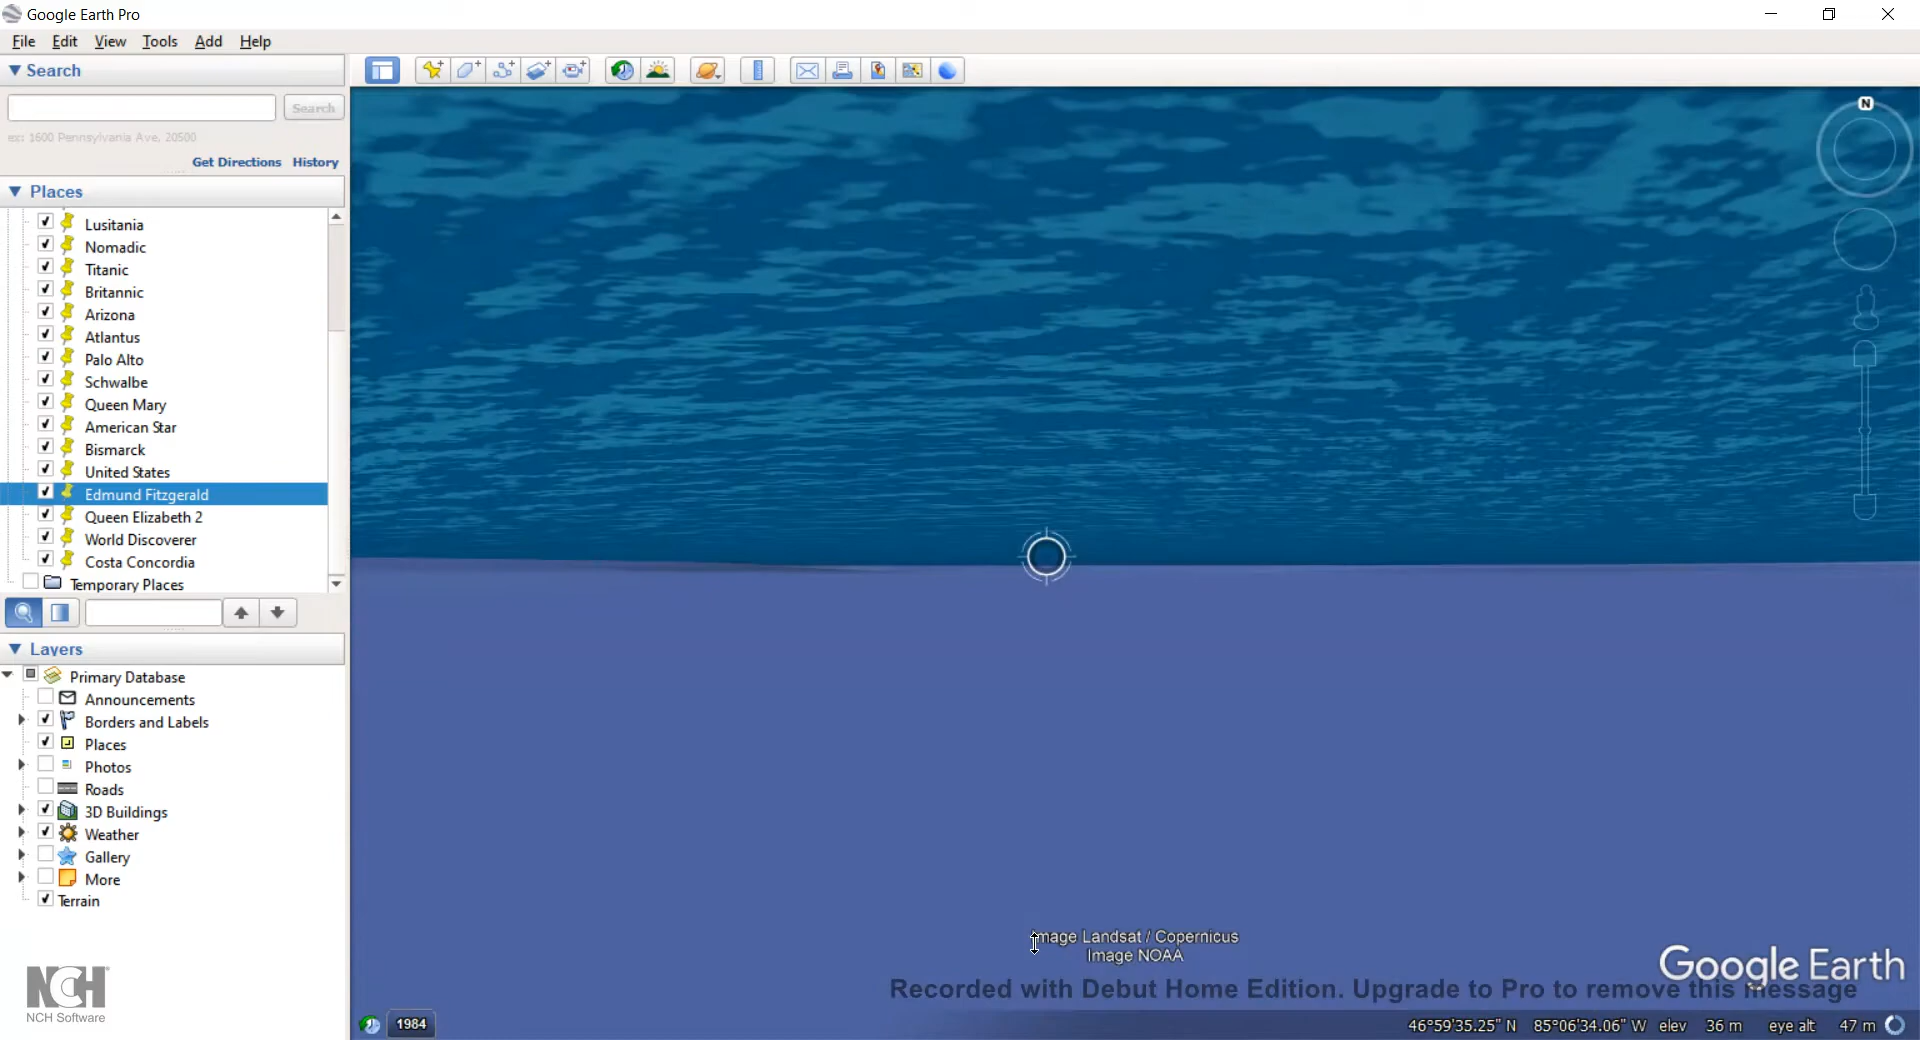 Google Earth Pro
File Edit View Tools Add Help
Search
Search
ex: 1600 Pennsylvania Ave, 20500
Get Directions History
Places
Lusitania
Nomadic
Titanic
Britannic
Arizona
Atlantus
Palo Alto
Schwalbe
Queen Mary
American Star
Bismarck
United States
Edmund Fitzgerald
Queen Elizabeth 2
World Discoverer
Costa Concordia
Temporary Places
Layers
Primary Database
Announcements
Borders and Labels
Places
Photos
Roads
3D Buildings
Weather
Gallery
More
Terrain
NCH
NCH Software
N
Image Landsat / Copernicus
Image NOAA
Google Earth
Recorded with Debut Home Edition. Upgrade to Pro to remove this message
1984
46°59'35.25" N 85°06'34.06" W elev 36 m eye alt 47 m